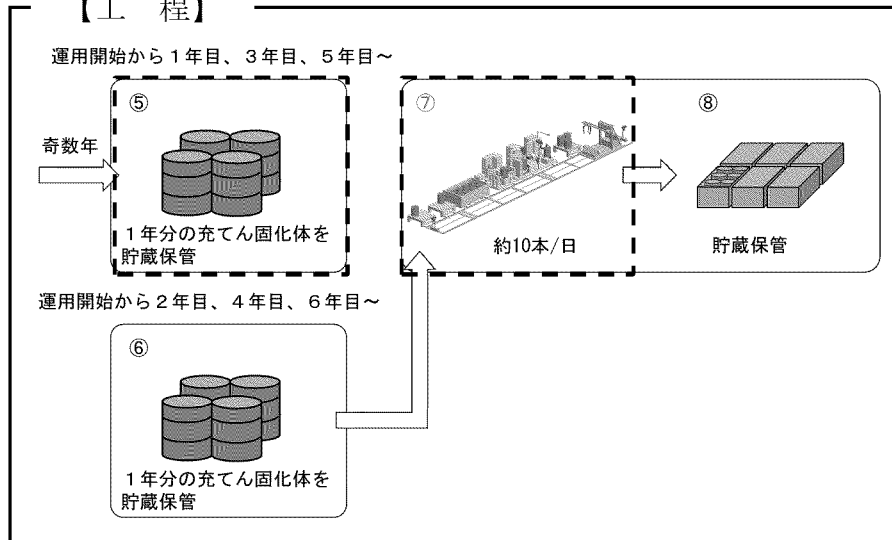 【工 程】
運用開始から１年目、３年目、５年目～
奇数年
⑤
１年分の充てん固化体を
貯蔵保管
⑦
約10本/日
⑧
貯蔵保管
運用開始から２年目、４年目、６年目～
⑥
１年分の充てん固化体を
貯蔵保管